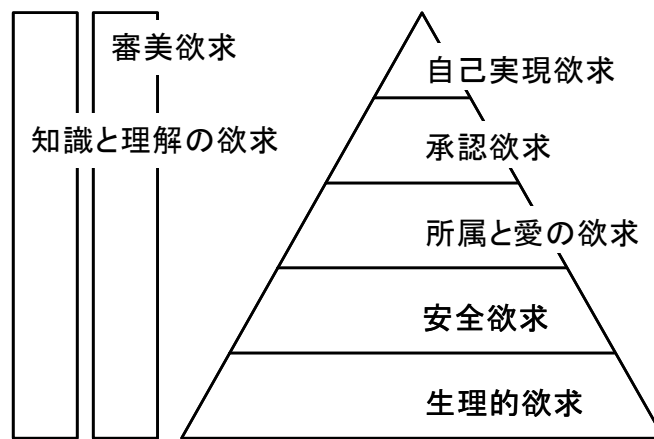 審美欲求
知識と理解の欲求
自己実現欲求
承認欲求
所属と愛の欲求
安全欲求
生理的欲求